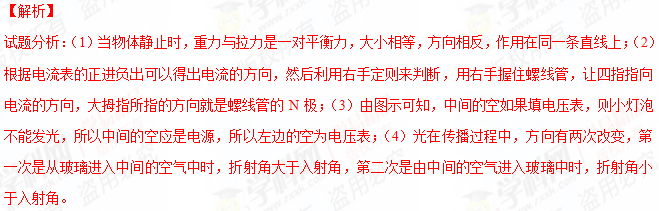 【解析】
试题分析：（1）当物体静止时，重力与拉力是一对平衡力，大小相等，方向相反，作用在同一条直线上；（2）
根据电流表的正进负出可以得出电流的方向，然后利用右手定则来判断，用右手握住螺线管，让四指指向
电流的方向，大拇指所指的方向就是螺线管的 N 极；（3）由图示可知，中间的空如果填电压表，则小灯泡
不能发光，所以中间的空应是电源，所以左边的空为电压表；（4）光在传播过程中，方向有两次改变，第
一次是从玻璃进入中间的空气中时，折射角大于入射角，第二次是由中间的空气进入玻璃中时，折射角小
于入射角。